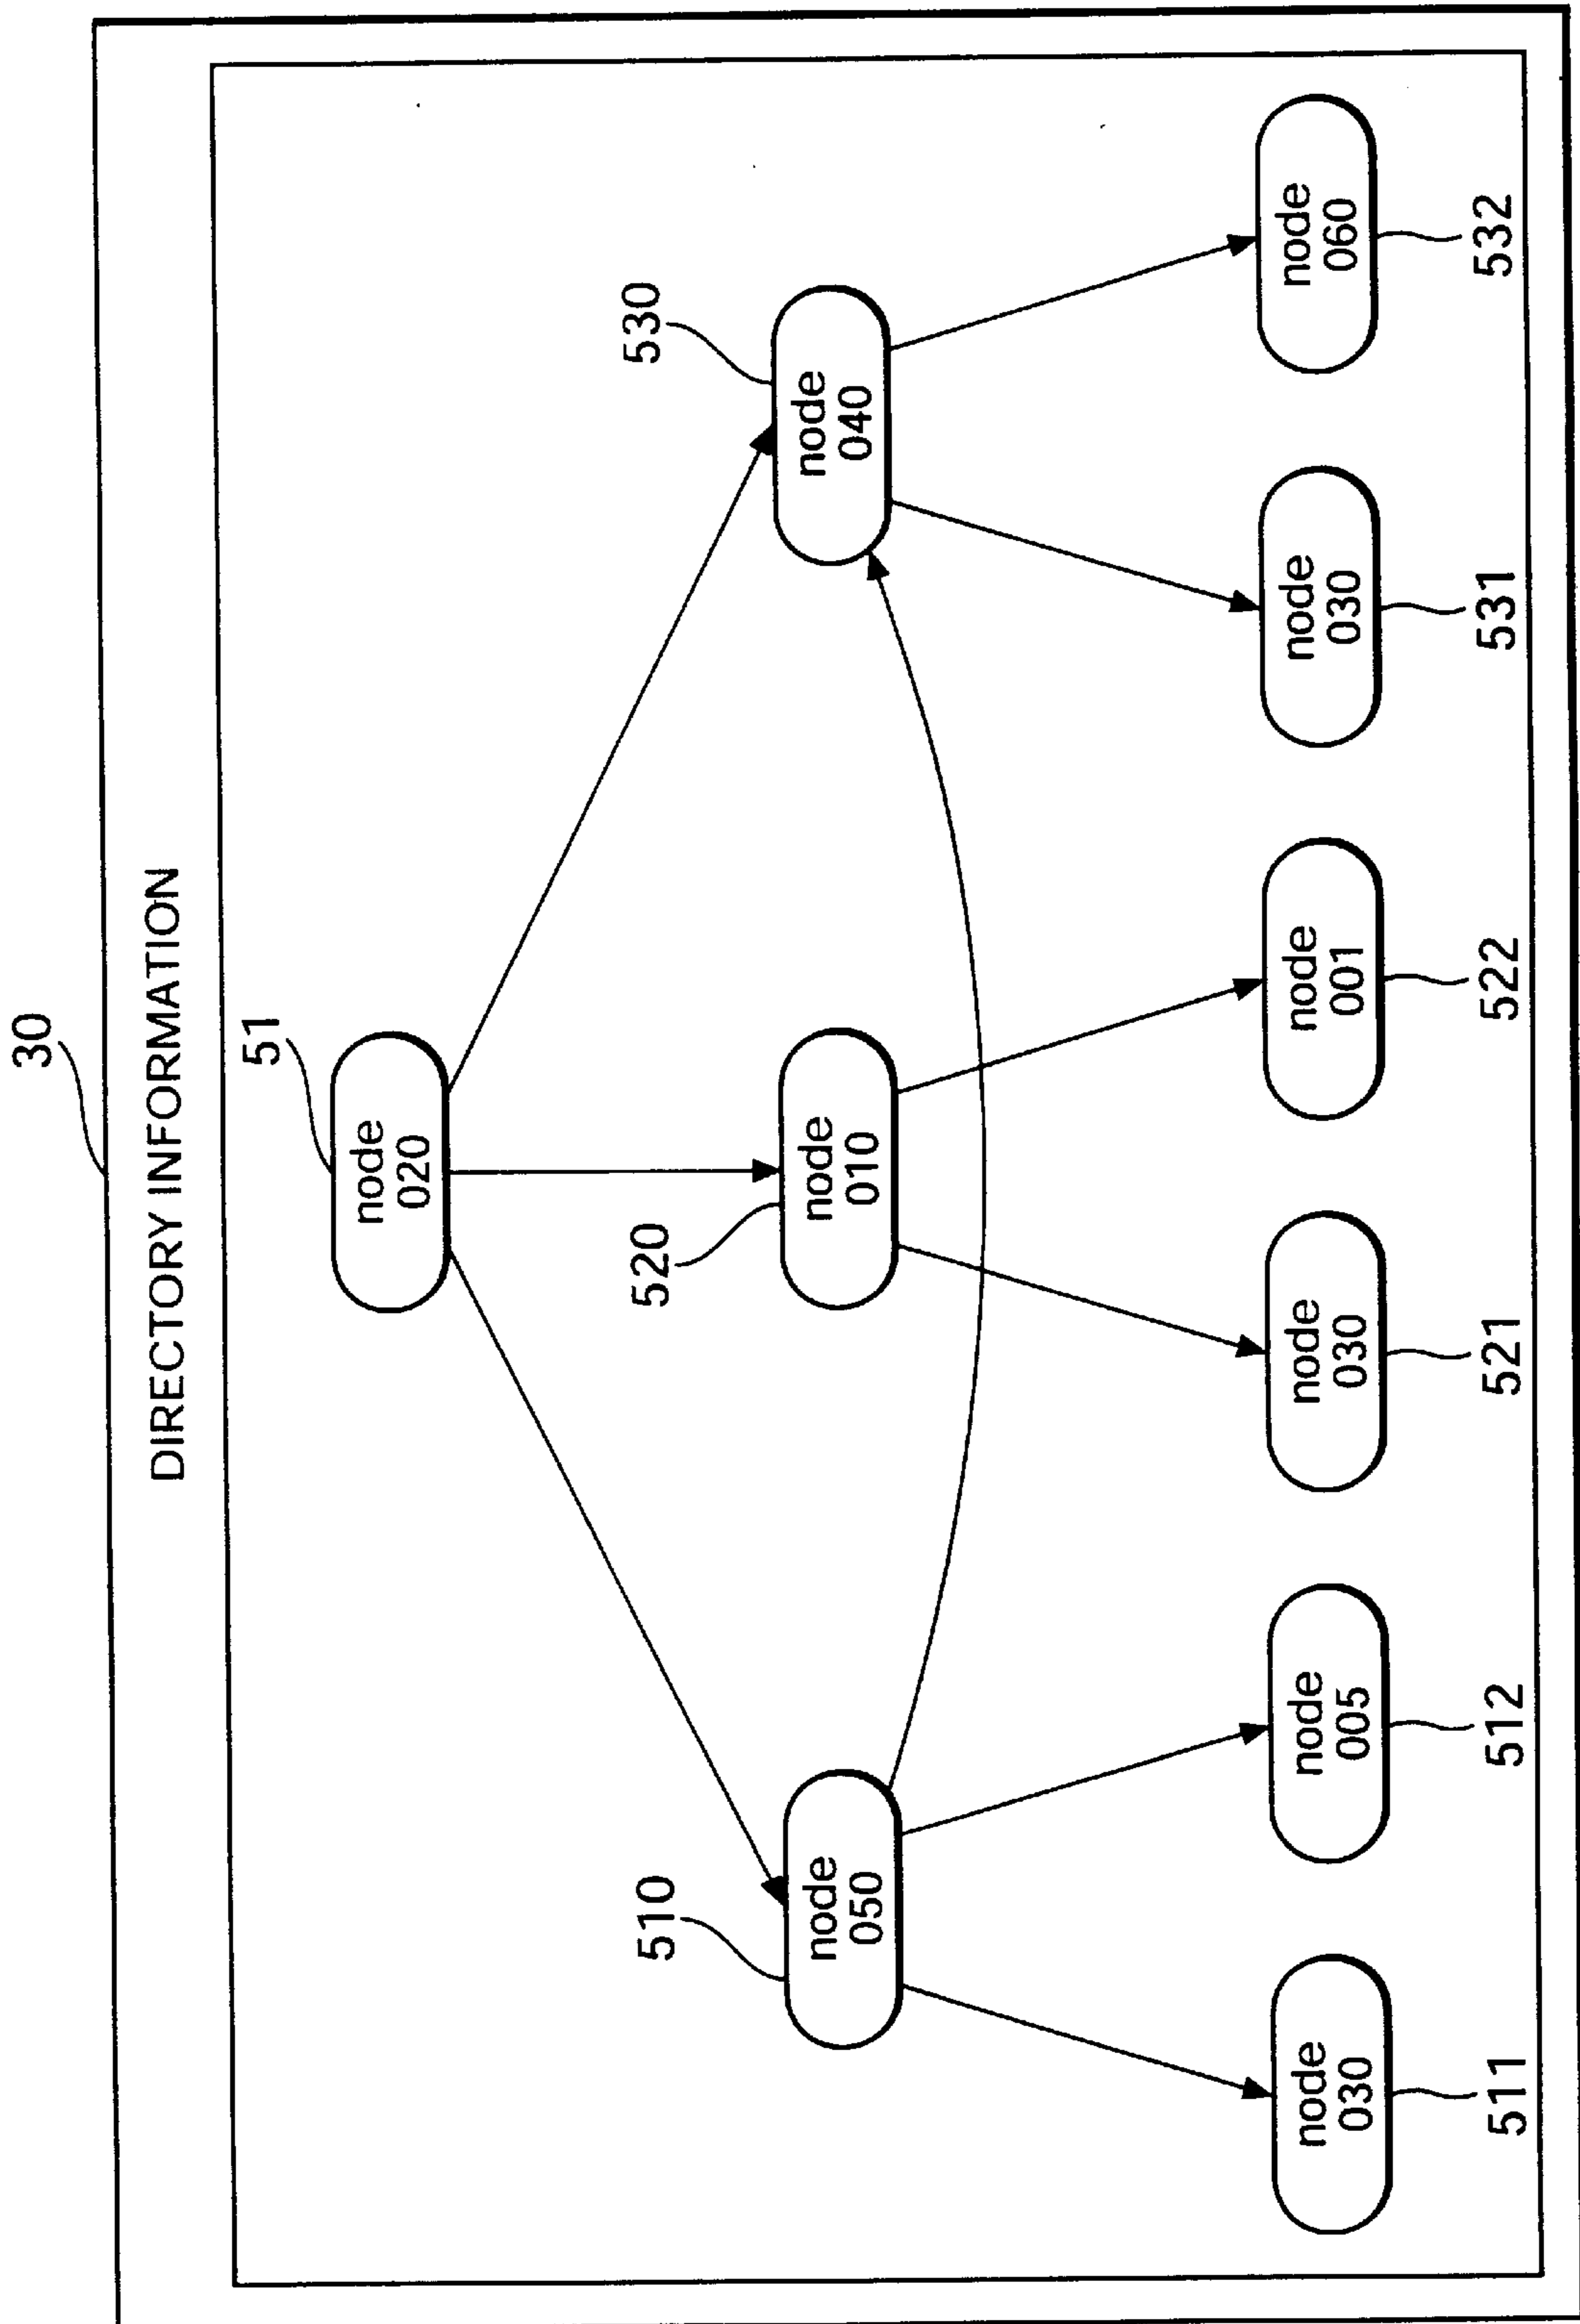 30
DIRECTORY INFORMATION
51
node
020
510
node
050
520
node
010
530
node
040
node
030
node
005
node
030
node
001
node
030
node
060
511
512
521
522
531
532